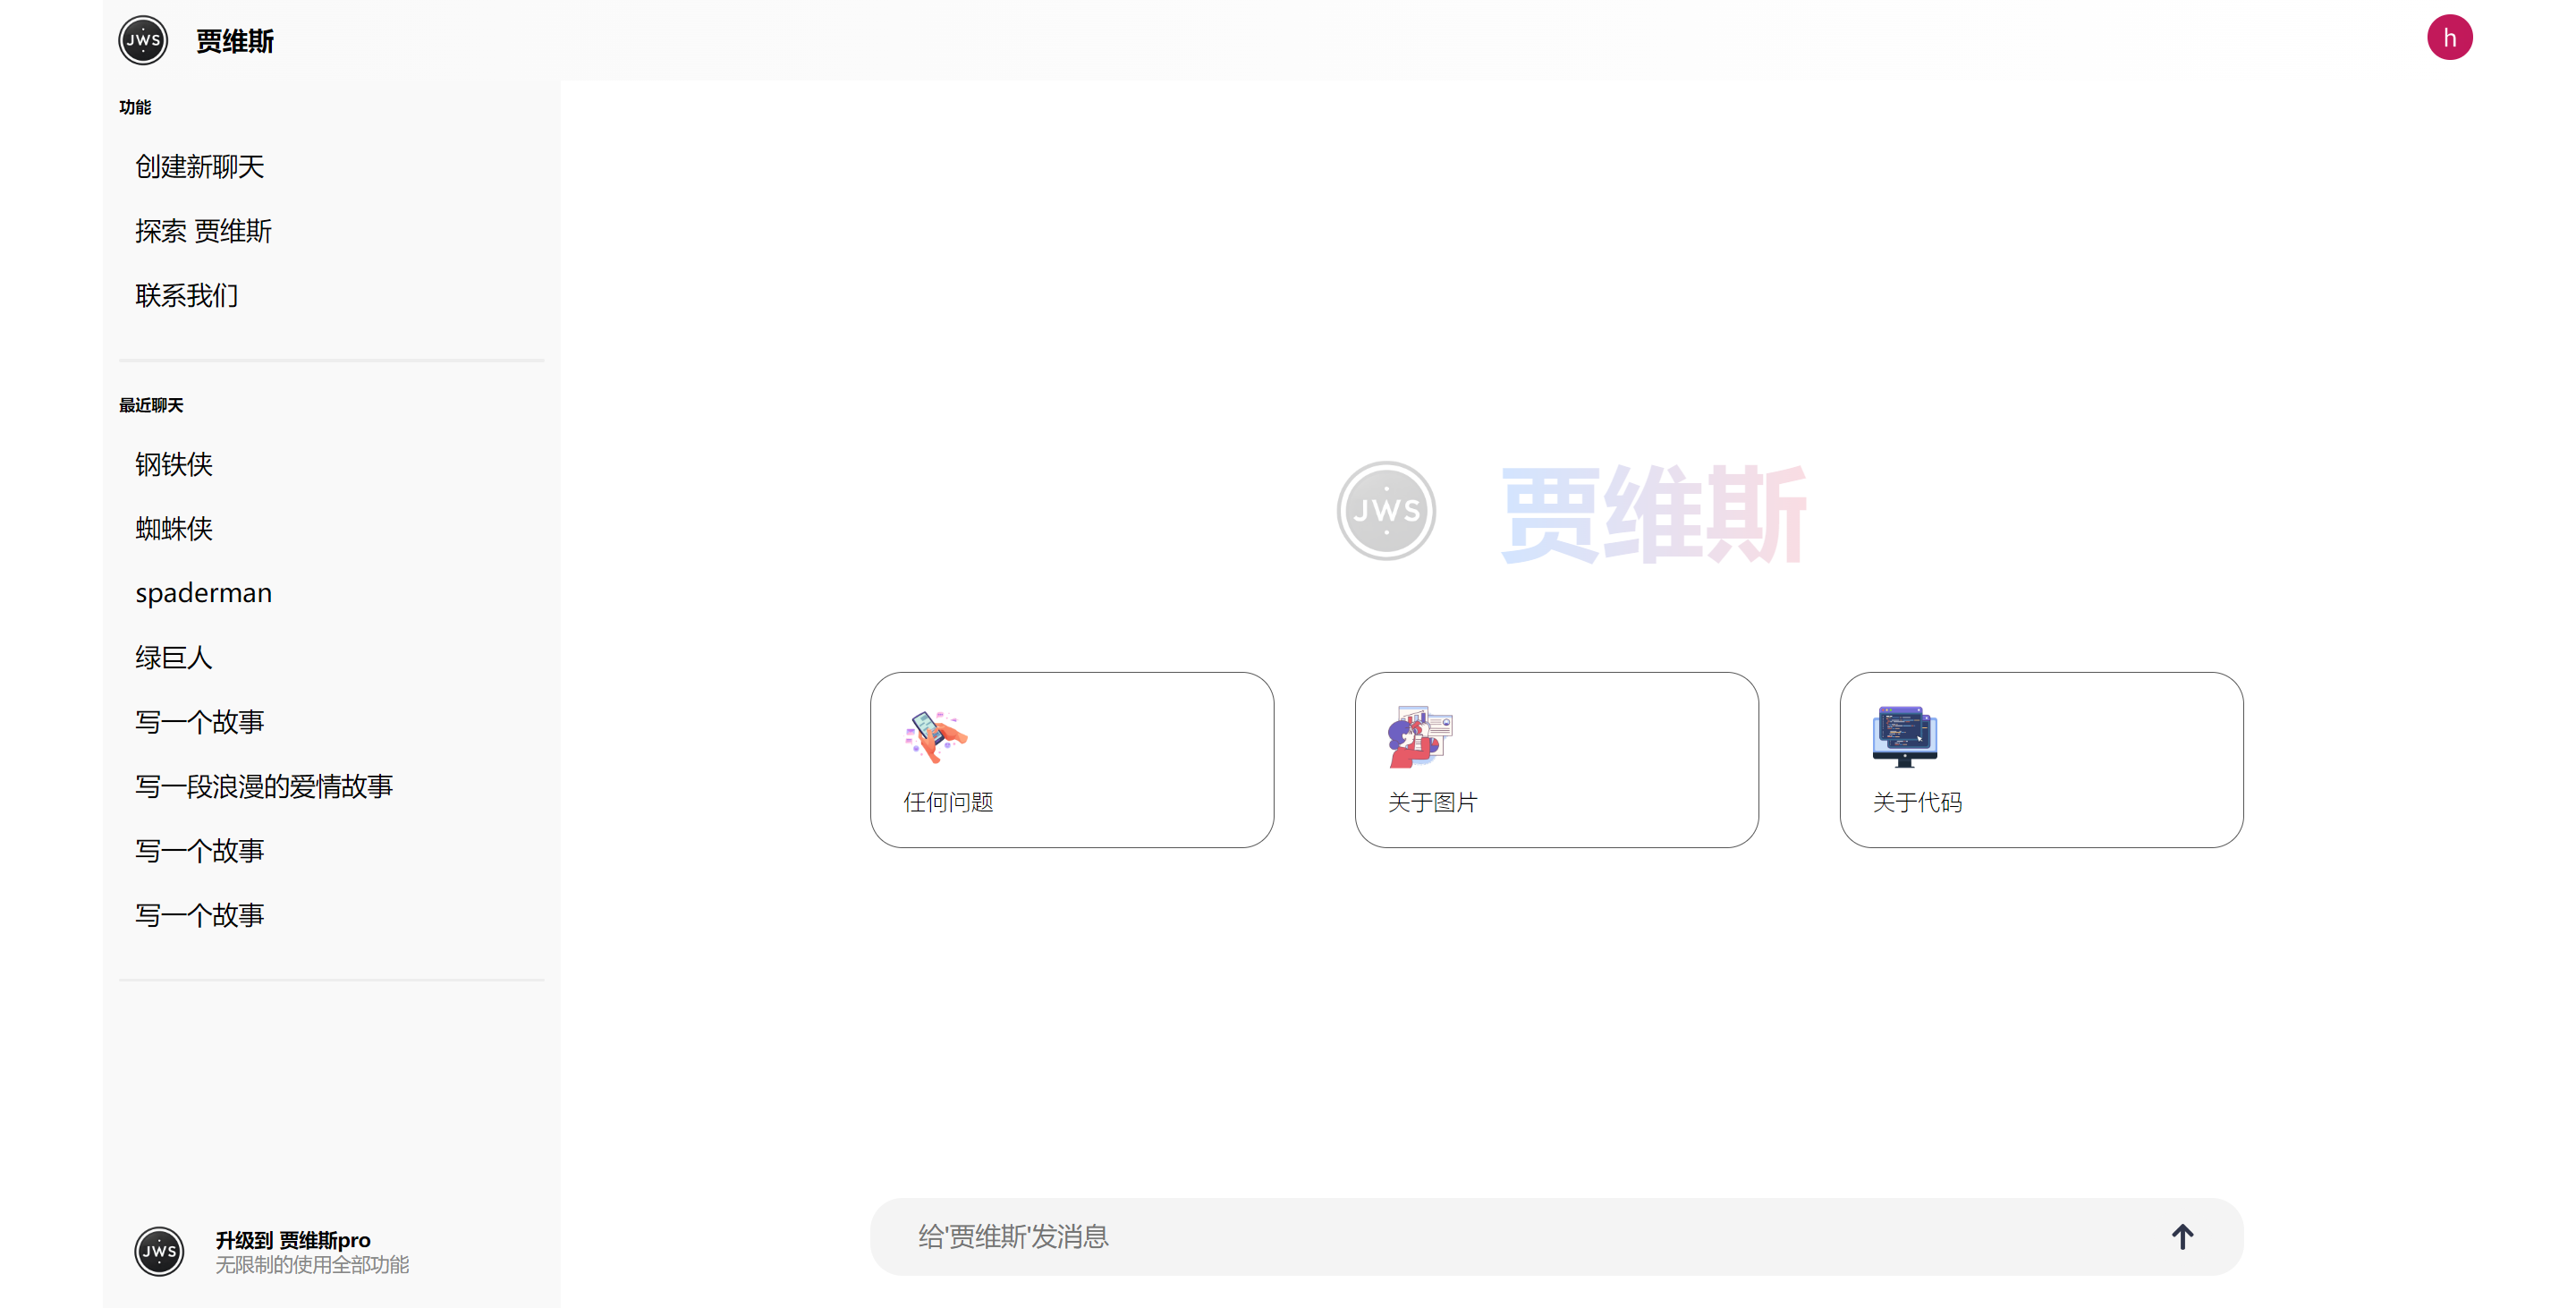 JWS
贾维斯
h
功能
创建新聊天
探索 贾维斯
联系我们
最近聊天
钢铁侠
蜘蛛侠
spaderman
绿巨人
写一个故事
写一段浪漫的爱情故事
写一个故事
写一个故事
JWS
升级到 贾维斯pro
无限制的使用全部功能
JWS
贾维斯
任何问题
关于图片
关于代码
给'贾维斯'发消息